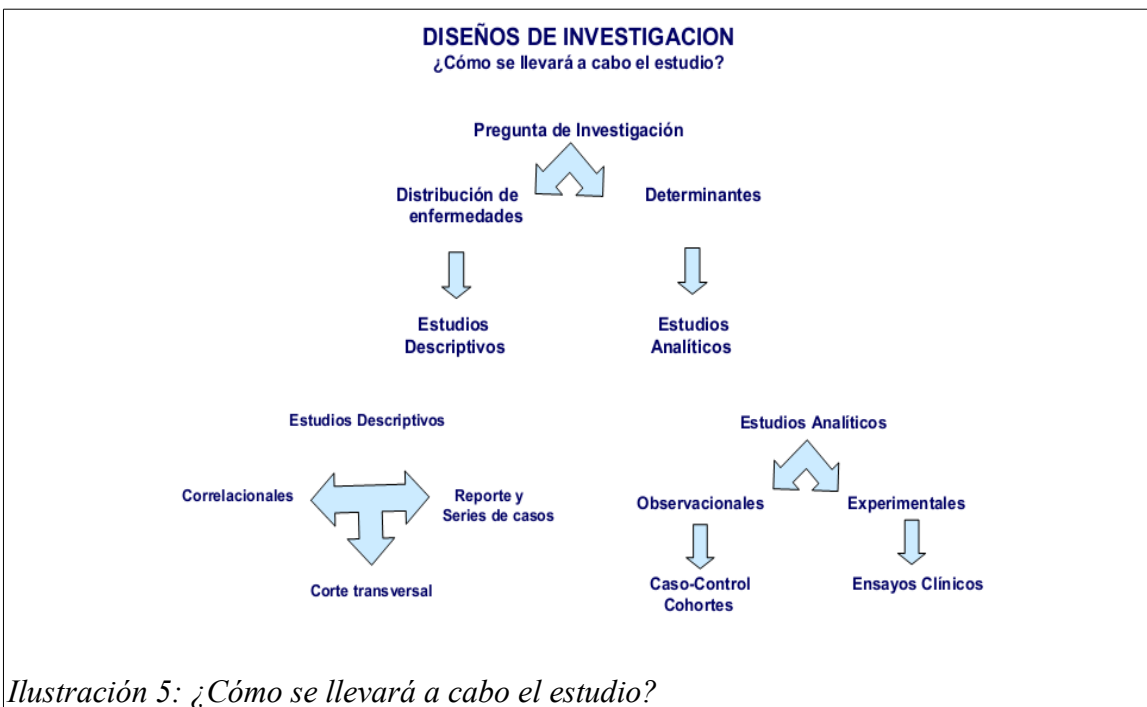 DISEÑOS DE INVESTIGACION
¿Cómo se llevará a cabo el estudio?
Pregunta de Investigación
Distribución de
enfermedades
Determinantes
Estudios
Descriptivos
Estudios
Analíticos
Estudios Descriptivos
Correlacionales
Reporte y
Series de casos
Corte transversal
Estudios Analíticos
Observacionales
Experimentales
Caso-Control
Cohortes
Ensayos Clínicos
Ilustración 5: ¿Cómo se llevará a cabo el estudio?